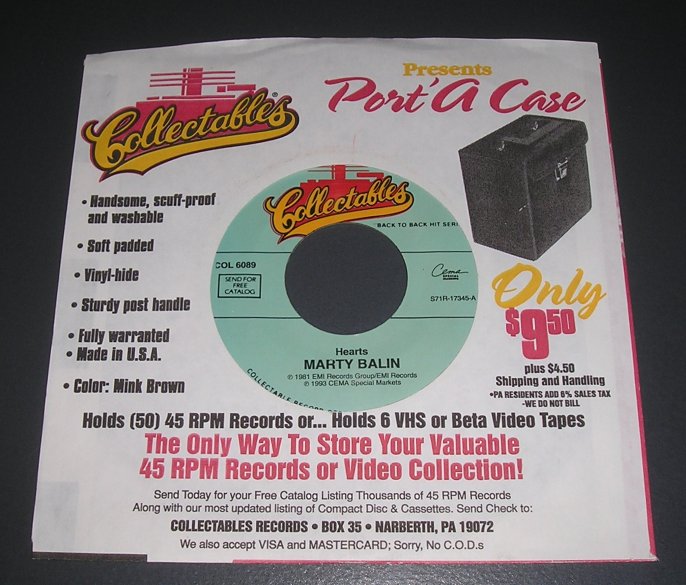 Collectables®
Presents
Port'A Case
• Handsome, scuff-proof
and washable
• Soft padded
• Vinyl-hide
• Sturdy post handle
• Fully warranted
• Made in U.S.A.
• Color: Mink Brown
Collectables
BACK TO BACK HIT SERI
COL 6089
SEND FOR
FREE
CATALOG
Cema
SPECIAL
S71R-17345-A
Hearts
MARTY BALIN
℗ 1981 EMI Records Group/EMI Records
℗ 1993 CEMA Special Markets
COLLECTABLE RECORD
Only
$9.50
plus $4.50
Shipping and Handling
•PA RESIDENTS ADD 6% SALES TAX
-WE DO NOT BILL
Holds (50) 45 RPM Records or... Holds 6 VHS or Beta Video Tapes
The Only Way To Store Your Valuable
45 RPM Records or Video Collection!
Send Today for your Free Catalog Listing Thousands of 45 RPM Records
Along with our most updated listing of Compact Disc & Cassettes. Send Check to:
COLLECTABLES RECORDS • BOX 35 • NARBERTH, PA 19072
We also accept VISA and MASTERCARD; Sorry, No C.O.D.s